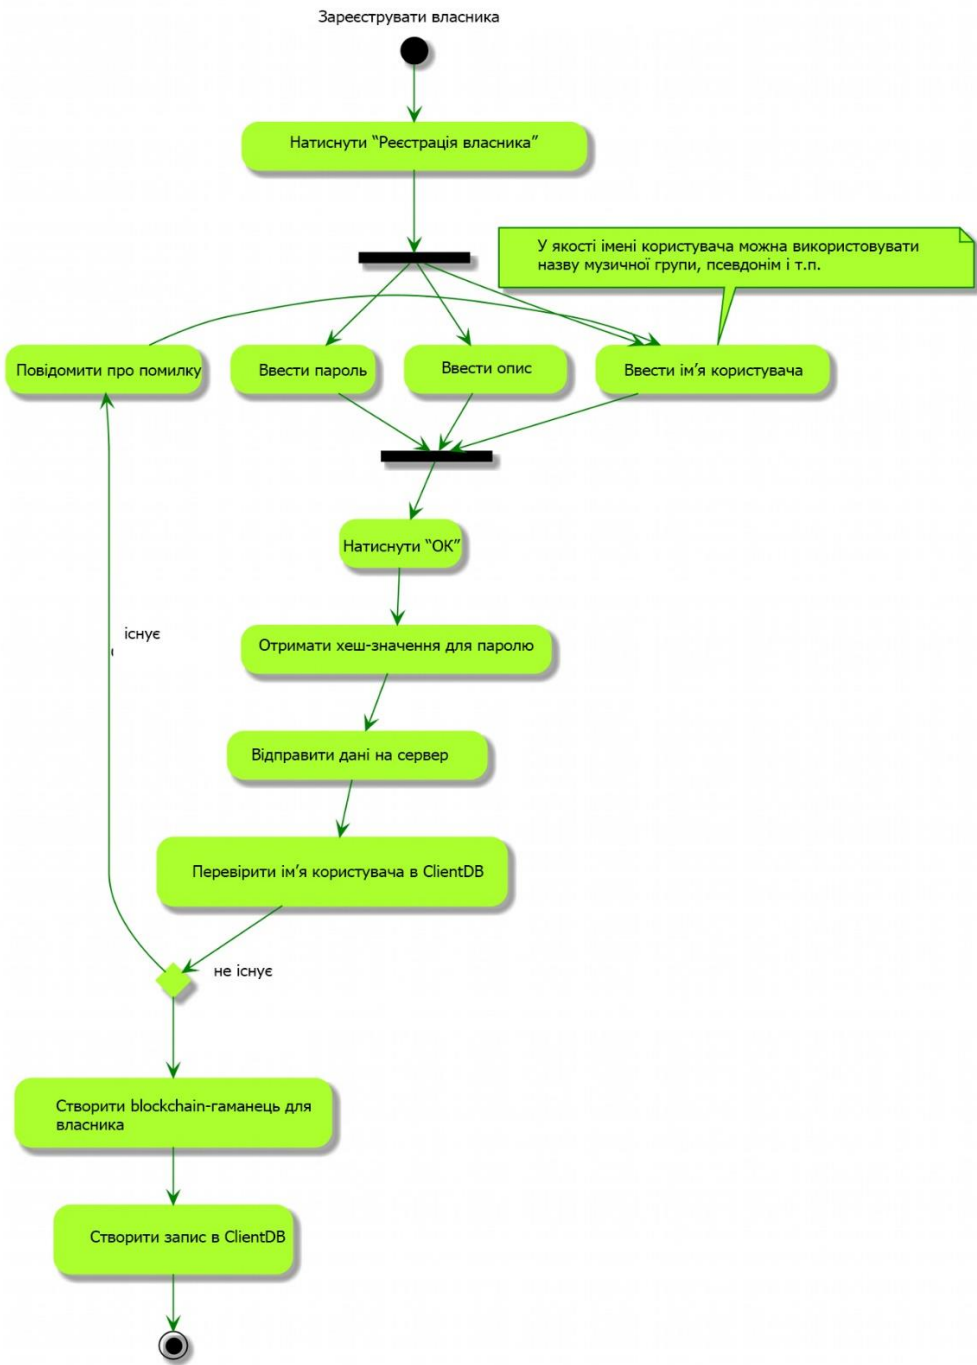 Зареєструвати власника
Натиснути “Реєстрація власника”
У якості імені користувача можна використовувати
назву музичної групи, псевдонім і т.п.
Повідомити про помилку
Ввести пароль
Ввести опис
Ввести ім’я користувача
Натиснути “ОК”
існує
Отримати хеш-значення для паролю
Відправити дані на сервер
Перевірити ім’я користувача в ClientDB
не існує
Створити blockchain-гаманець для
власника
Створити запис в ClientDB